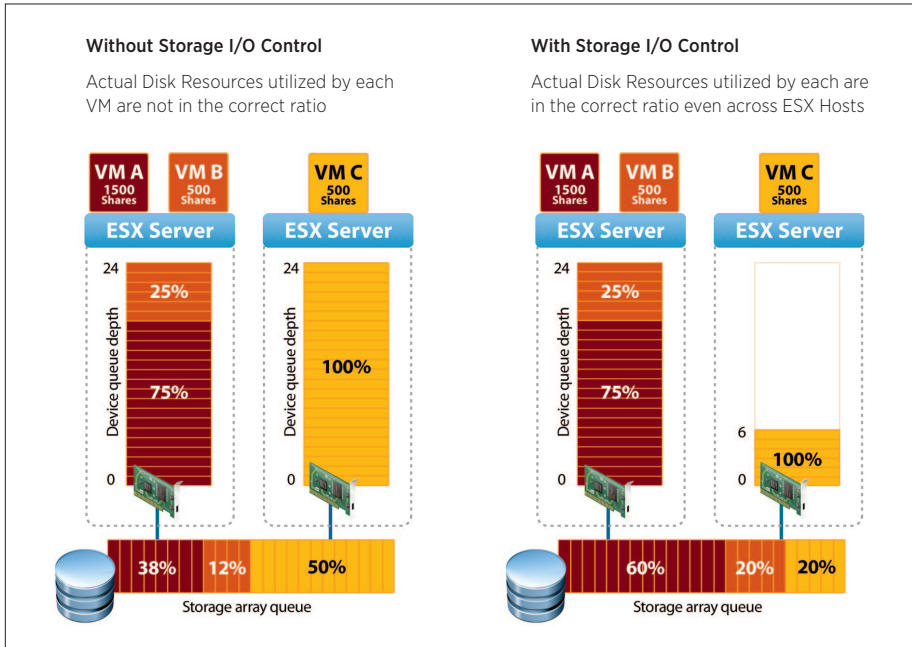 Without Storage I/O Control
Actual Disk Resources utilized by each
VM are not in the correct ratio
VM A
1500
Shares
VM B
500
Shares
VM C
500
Shares
ESX Server
ESX Server
24
Device queue depth
0
25%
75%
24
Device queue depth
0
100%
38%
12%
50%
Storage array queue
With Storage I/O Control
Actual Disk Resources utilized by each are
in the correct ratio even across ESX Hosts
VM A
1500
Shares
VM B
500
Shares
VM C
500
Shares
ESX Server
ESX Server
24
Device queue depth
0
25%
75%
24
Device queue depth
6
0
100%
60%
20%
20%
Storage array queue